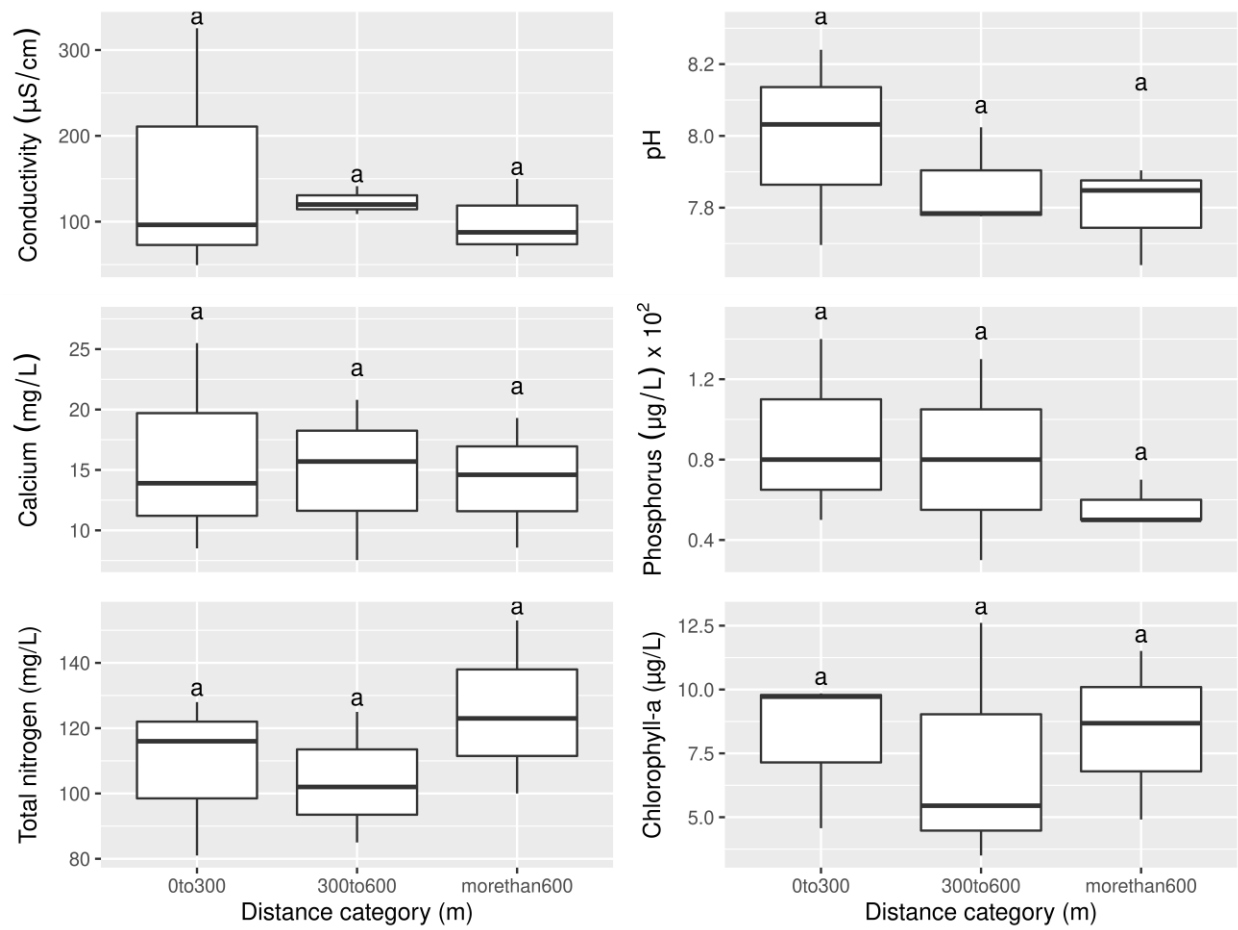 Conductivity (µS/cm)
300
200
100
a
a
a
pH
8.2
8.0
7.8
a
a
a
Calcium (mg/L)
25
20
15
10
a
a
a
Phosphorus (µg/L) x 10²
1.2
0.8
0.4
a
a
a
Total nitrogen (mg/L)
140
120
100
80
a
a
a
0to300 300to600 morethan600
Distance category (m)
Chlorophyll-a (µg/L)
12.5
10.0
7.5
5.0
a
a
a
0to300 300to600 morethan600
Distance category (m)